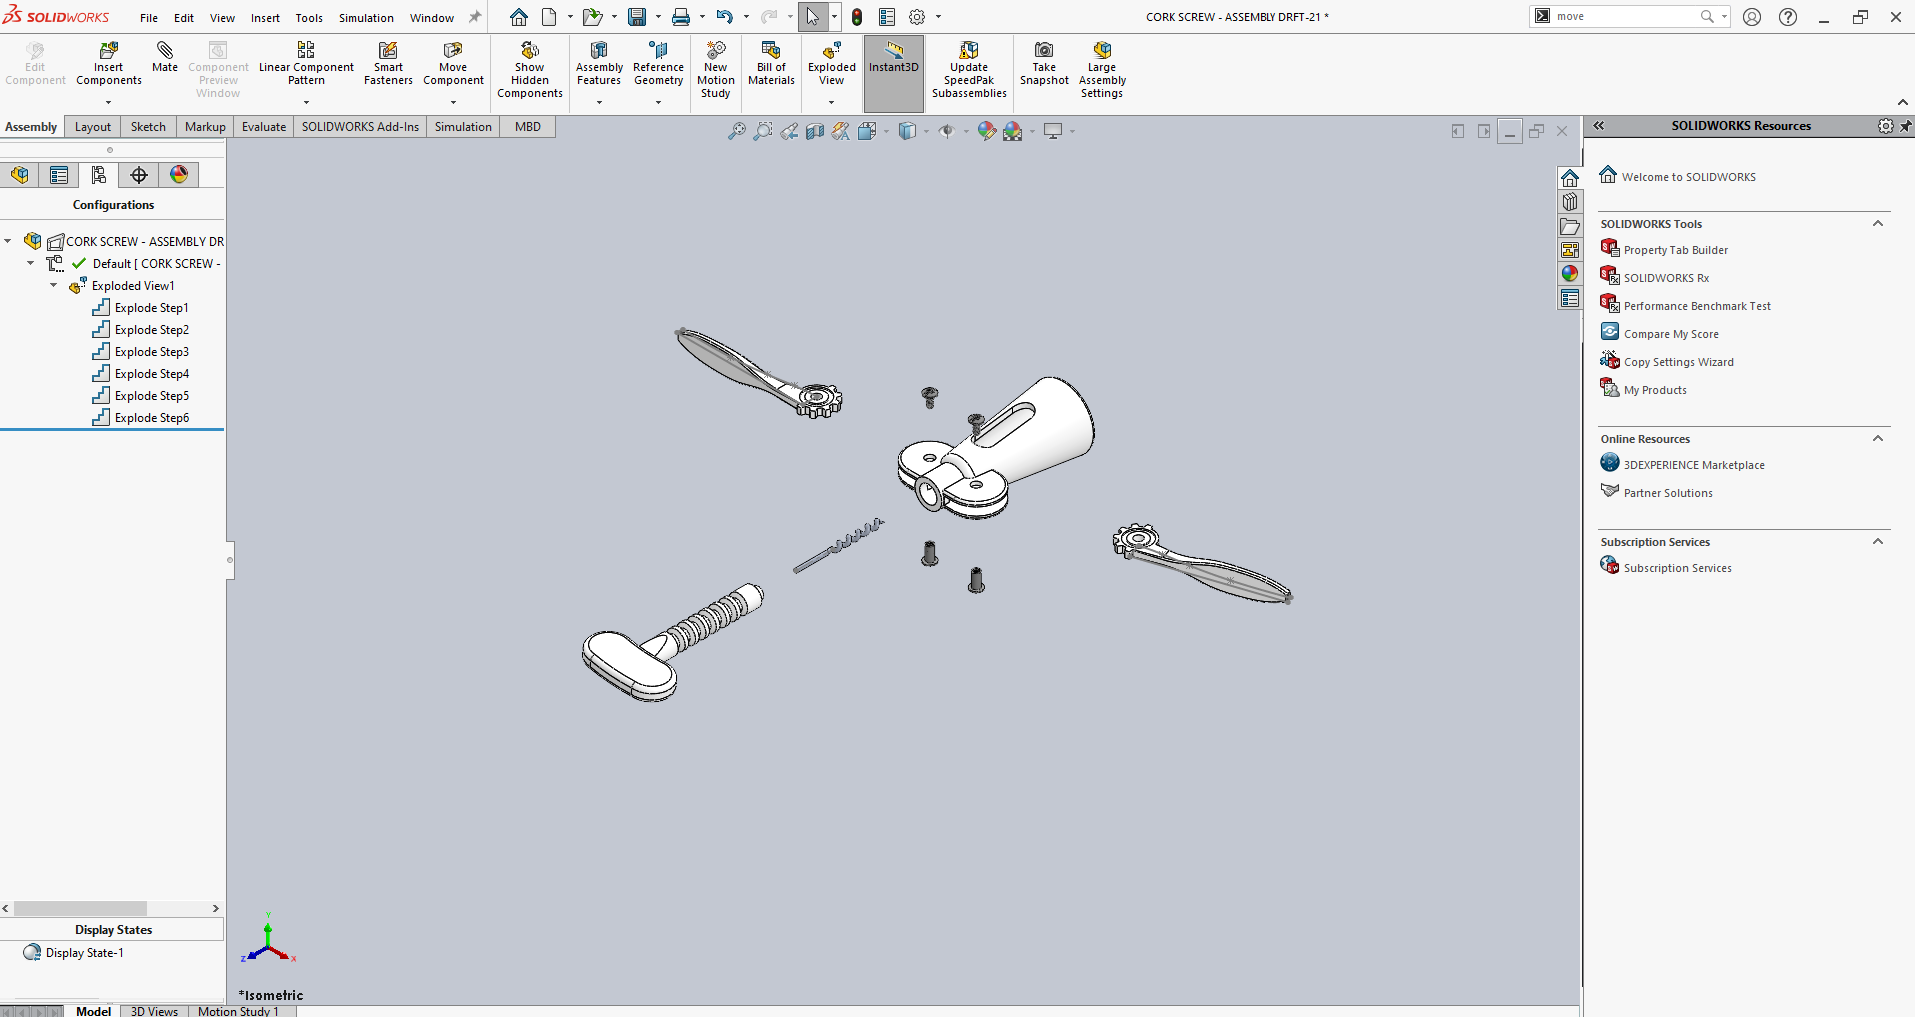 SOLIDWORKS File Edit View Insert Tools Simulation Window CORK SCREW - ASSEMBLY DRFT-21 * move
Edit Component
Insert Components
Mate
Component Preview Window
Linear Component Pattern
Smart Fasteners
Move Component
Show Hidden Components
Assembly Features
Reference Geometry
New Motion Study
Bill of Materials
Exploded View
Instant3D
Update SpeedPak Subassemblies
Take Snapshot
Large Assembly Settings
Assembly Layout Sketch Markup Evaluate SOLIDWORKS Add-Ins Simulation MBD
Configurations
CORK SCREW - ASSEMBLY DR
Default [ CORK SCREW -
Exploded View1
Explode Step1
Explode Step2
Explode Step3
Explode Step4
Explode Step5
Explode Step6
Display States
Display State-1
Y
Z
X
*Isometric
Model 3D Views Motion Study 1
SOLIDWORKS Resources
Welcome to SOLIDWORKS
SOLIDWORKS Tools
Property Tab Builder
SOLIDWORKS Rx
Performance Benchmark Test
Compare My Score
Copy Settings Wizard
My Products
Online Resources
3DEXPERIENCE Marketplace
Partner Solutions
Subscription Services
Subscription Services